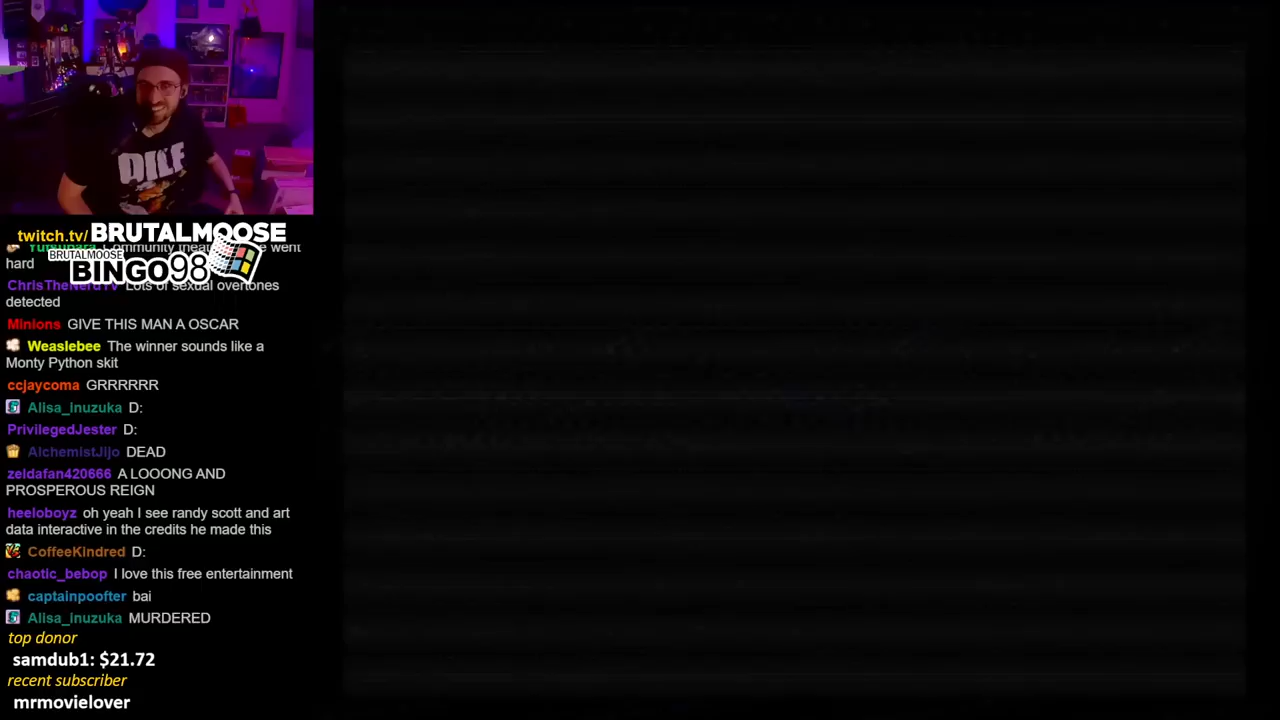 DILF
twitch.tv/BRUTALMOOSE
Community went
hard
BRUTALMOOSE
BINGO98
ChrisTheNerdTV Lots of sexual overtones
detected
Minions GIVE THIS MAN A OSCAR
Weaslebee The winner sounds like a
Monty Python skit
ccjaycoma GRRRRRR
Alisa_Inuzuka D:
PrivilegedJester D:
AlchemistJijo DEAD
zeldafan420666 A LOOONG AND
PROSPEROUS REIGN
heeloboyz oh yeah I see randy scott and art
data interactive in the credits he made this
CoffeeKindred D:
chaotic_bebop I love this free entertainment
captainpoofter bai
Alisa_Inuzuka MURDERED
top donor
samdub1: $21.72
recent subscriber
mrmovielover